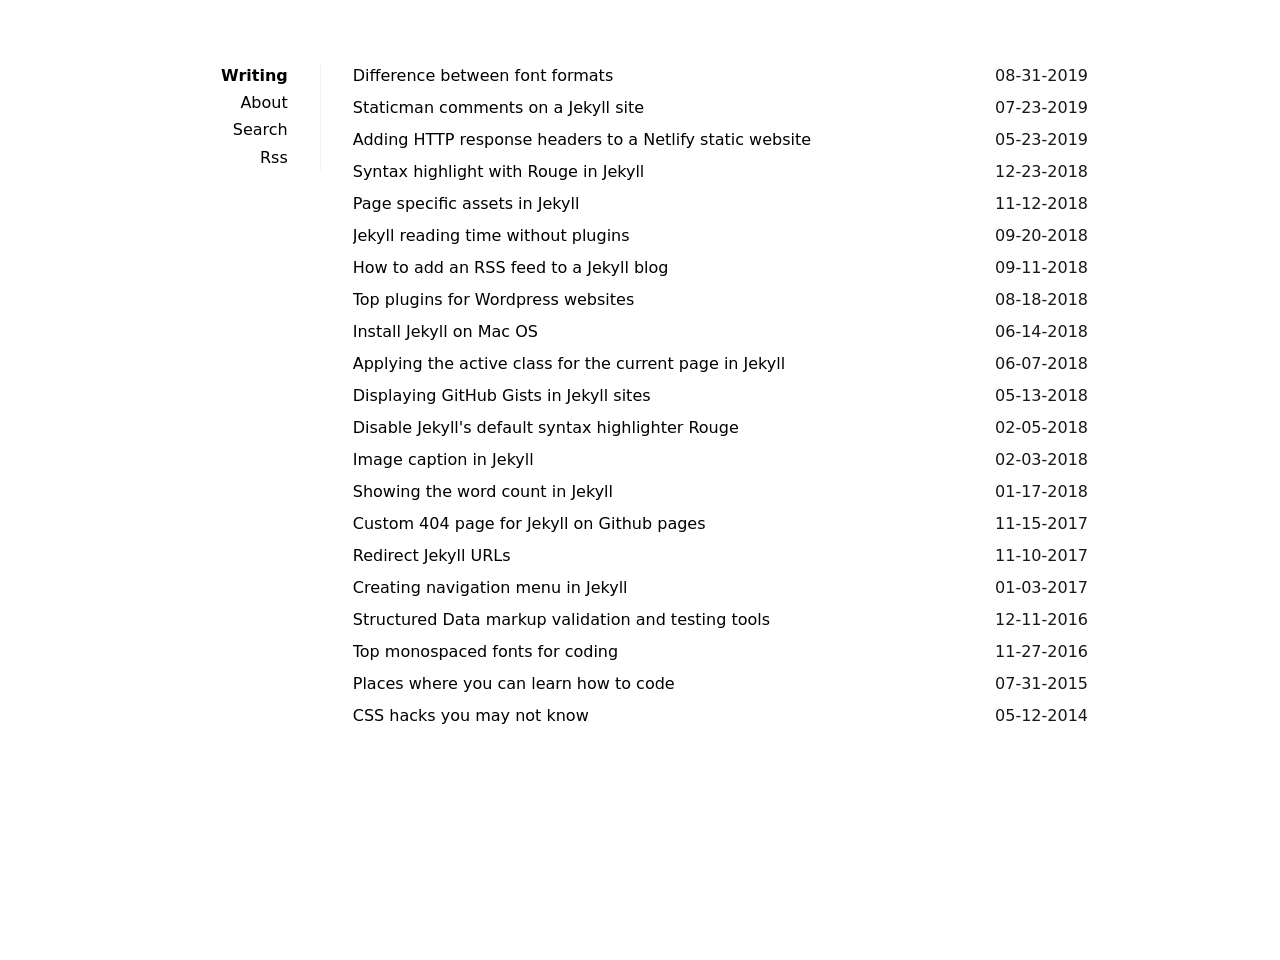 Writing
About
Search
Rss
Difference between font formats 08-31-2019
Staticman comments on a Jekyll site 07-23-2019
Adding HTTP response headers to a Netlify static website 05-23-2019
Syntax highlight with Rouge in Jekyll 12-23-2018
Page specific assets in Jekyll 11-12-2018
Jekyll reading time without plugins 09-20-2018
How to add an RSS feed to a Jekyll blog 09-11-2018
Top plugins for Wordpress websites 08-18-2018
Install Jekyll on Mac OS 06-14-2018
Applying the active class for the current page in Jekyll 06-07-2018
Displaying GitHub Gists in Jekyll sites 05-13-2018
Disable Jekyll's default syntax highlighter Rouge 02-05-2018
Image caption in Jekyll 02-03-2018
Showing the word count in Jekyll 01-17-2018
Custom 404 page for Jekyll on Github pages 11-15-2017
Redirect Jekyll URLs 11-10-2017
Creating navigation menu in Jekyll 01-03-2017
Structured Data markup validation and testing tools 12-11-2016
Top monospaced fonts for coding 11-27-2016
Places where you can learn how to code 07-31-2015
CSS hacks you may not know 05-12-2014